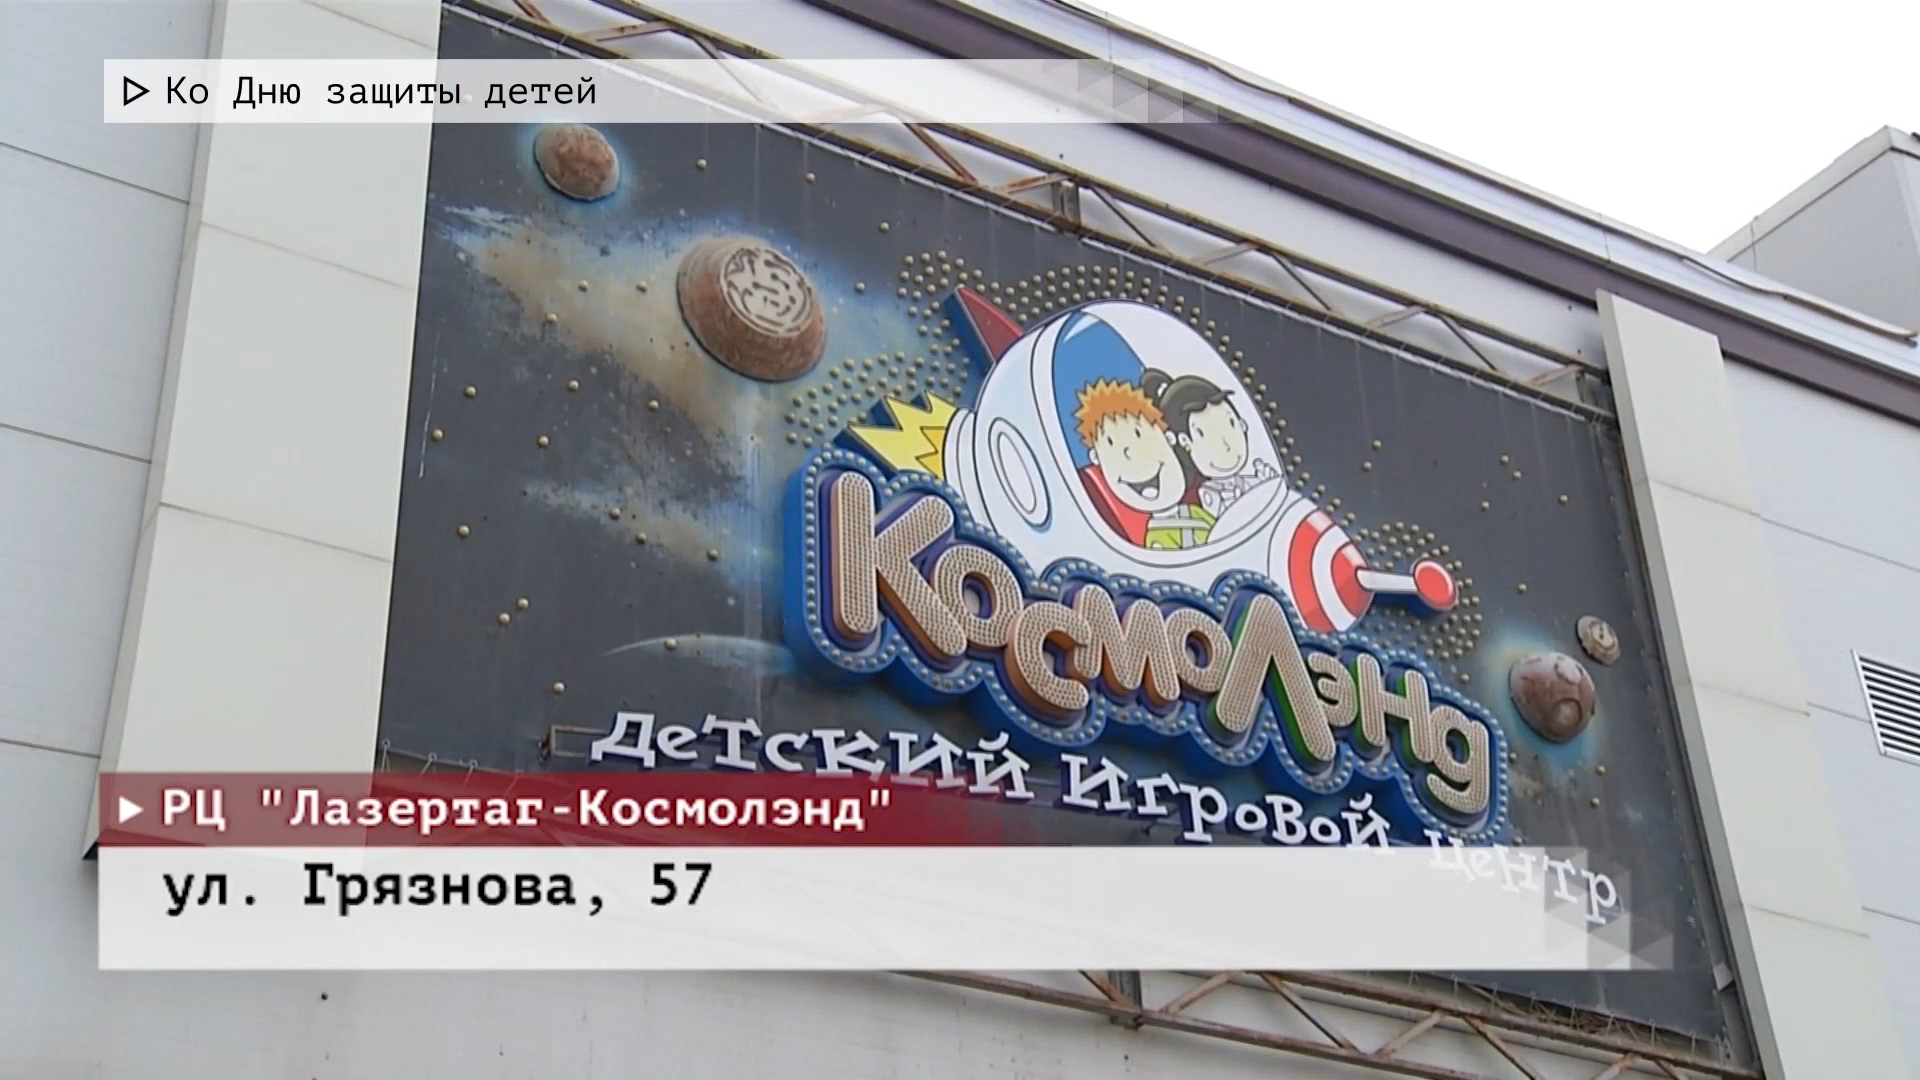 Ко Дню защиты детей
КосмоЛэнд
Детский игровой центр
РЦ "Лазертаг-Космолэнд"
ул. Грязнова, 57